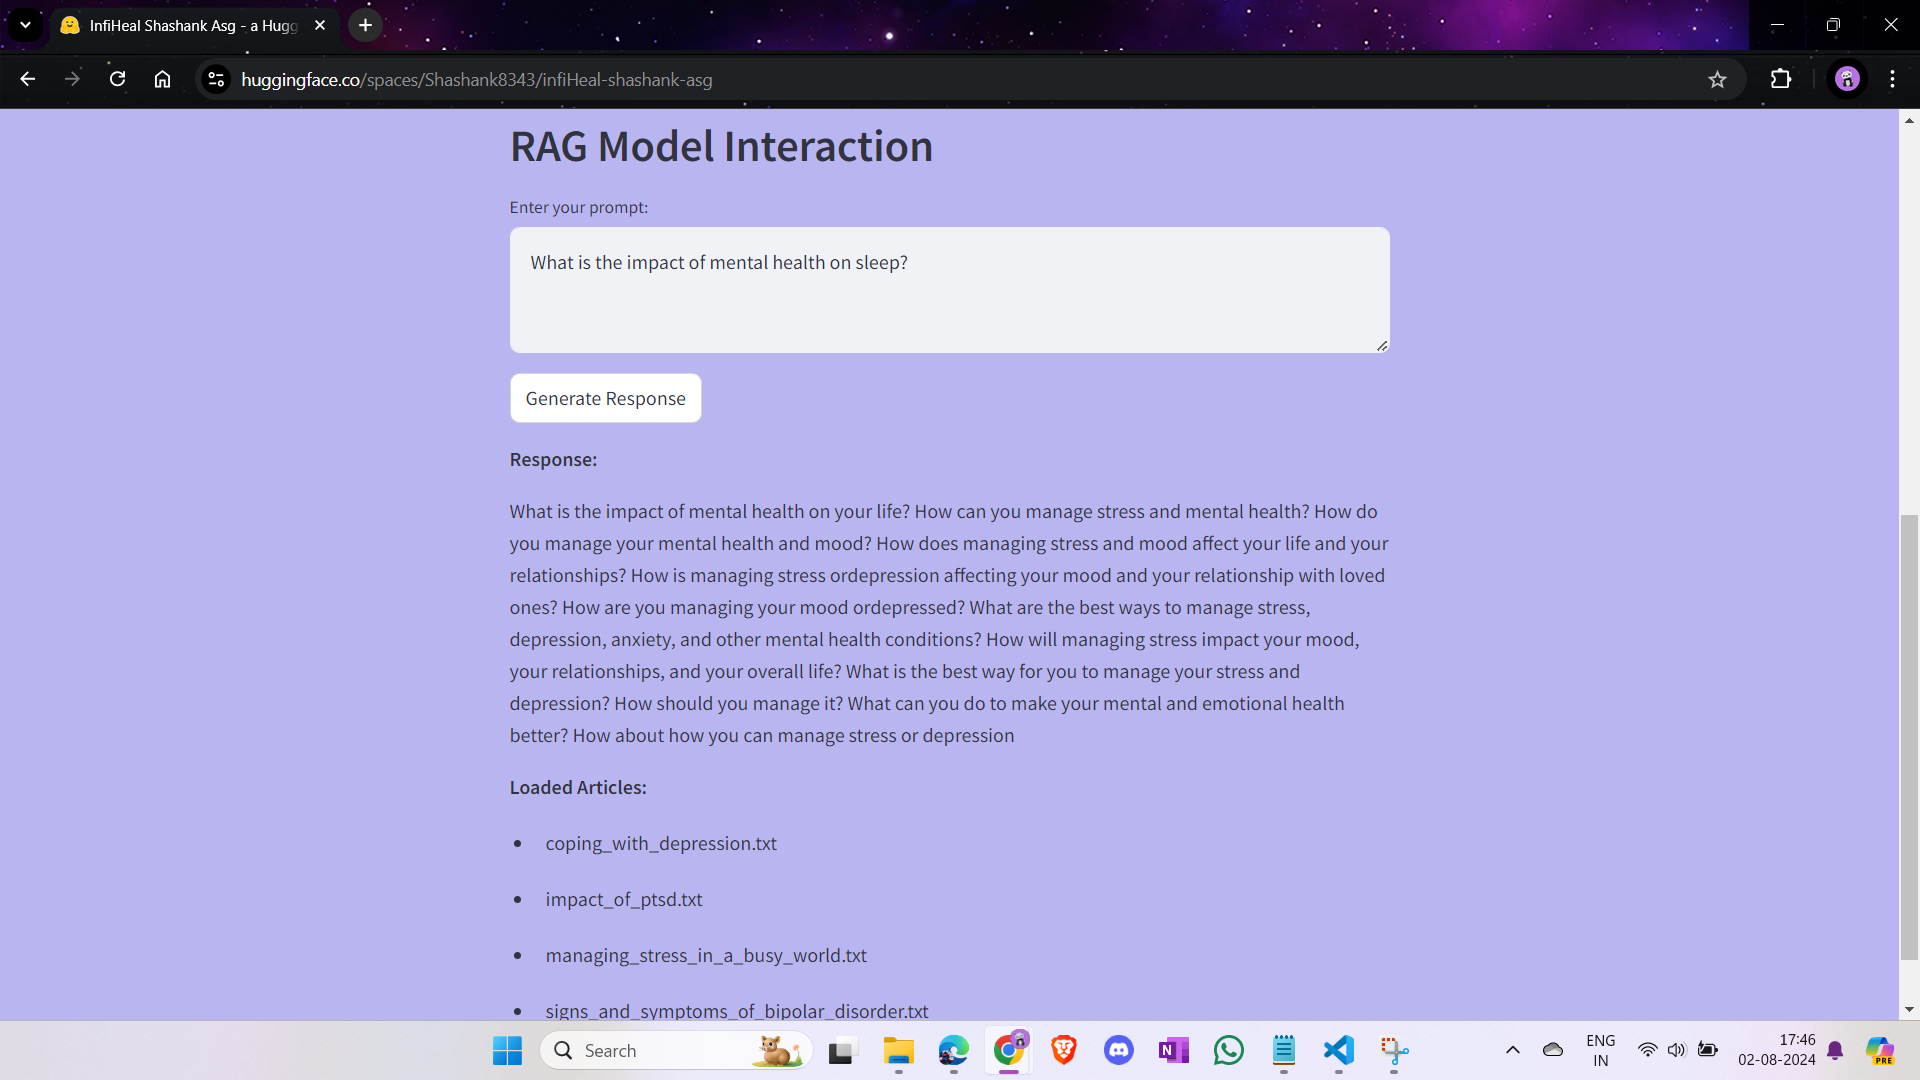 InfiHeal Shashank Asg - a Hugg
huggingface.co/spaces/Shashank8343/infiHeal-shashank-asg
RAG Model Interaction
Enter your prompt:
What is the impact of mental health on sleep?
Generate Response
Response:
What is the impact of mental health on your life? How can you manage stress and mental health? How do
you manage your mental health and mood? How does managing stress and mood affect your life and your
relationships? How is managing stress ordepression affecting your mood and your relationship with loved
ones? How are you managing your mood ordepressed? What are the best ways to manage stress,
depression, anxiety, and other mental health conditions? How will managing stress impact your mood,
your relationships, and your overall life? What is the best way for you to manage your stress and
depression? How should you manage it? What can you do to make your mental and emotional health
better? How about how you can manage stress or depression
Loaded Articles:
• coping_with_depression.txt
• impact_of_ptsd.txt
• managing_stress_in_a_busy_world.txt
• signs_and_symptoms_of_bipolar_disorder.txt
Search
N
ENG
IN
17:46
02-08-2024
PRE